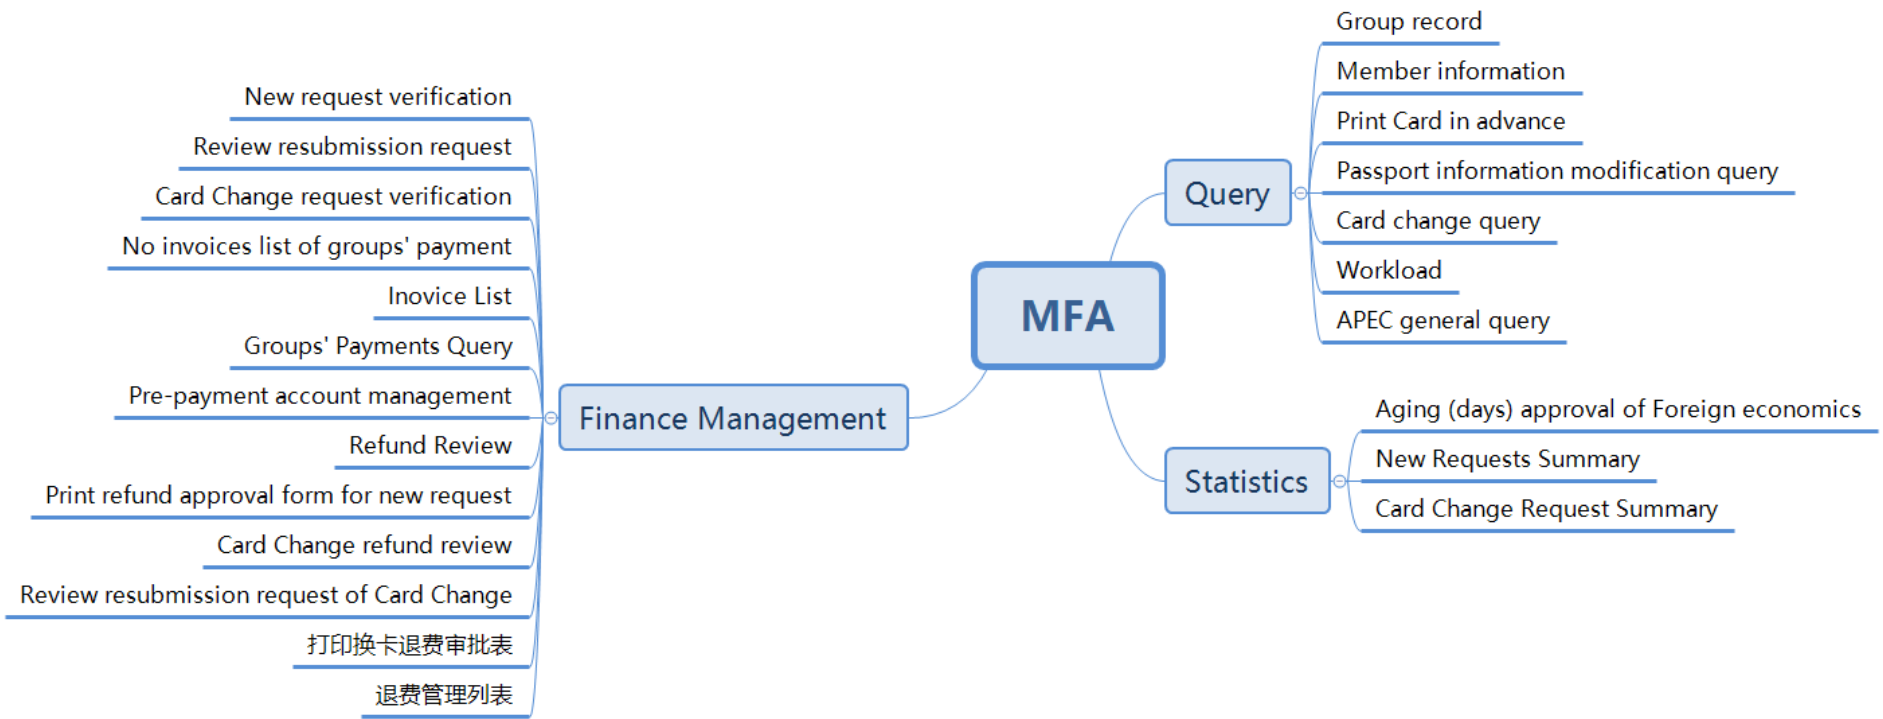 MFA
Query
Group record
Member information
Print Card in advance
Passport information modification query
Card change query
Workload
APEC general query
Statistics
Aging (days) approval of Foreign economics
New Requests Summary
Card Change Request Summary
Finance Management
New request verification
Review resubmission request
Card Change request verification
No invoices list of groups' payment
Inovice List
Groups' Payments Query
Pre-payment account management
Refund Review
Print refund approval form for new request
Card Change refund review
Review resubmission request of Card Change
打印换卡退费审批表
退费管理列表